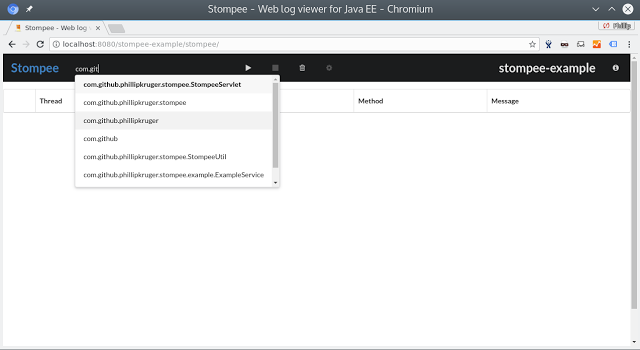 Stompee – Web log viewer for Java EE – Chromium
Stompee - Web log
Phillip
localhost:8080/stompee-example/stompee/
Stompee com.git stompee-example
com.github.phillipkruger.stompee.StompeeServlet
Thread Method Message
com.github.phillipkruger.stompee
com.github.phillipkruger
com.github
com.github.phillipkruger.stompee.StompeeUtil
com.github.phillipkruger.stompee.example.ExampleService